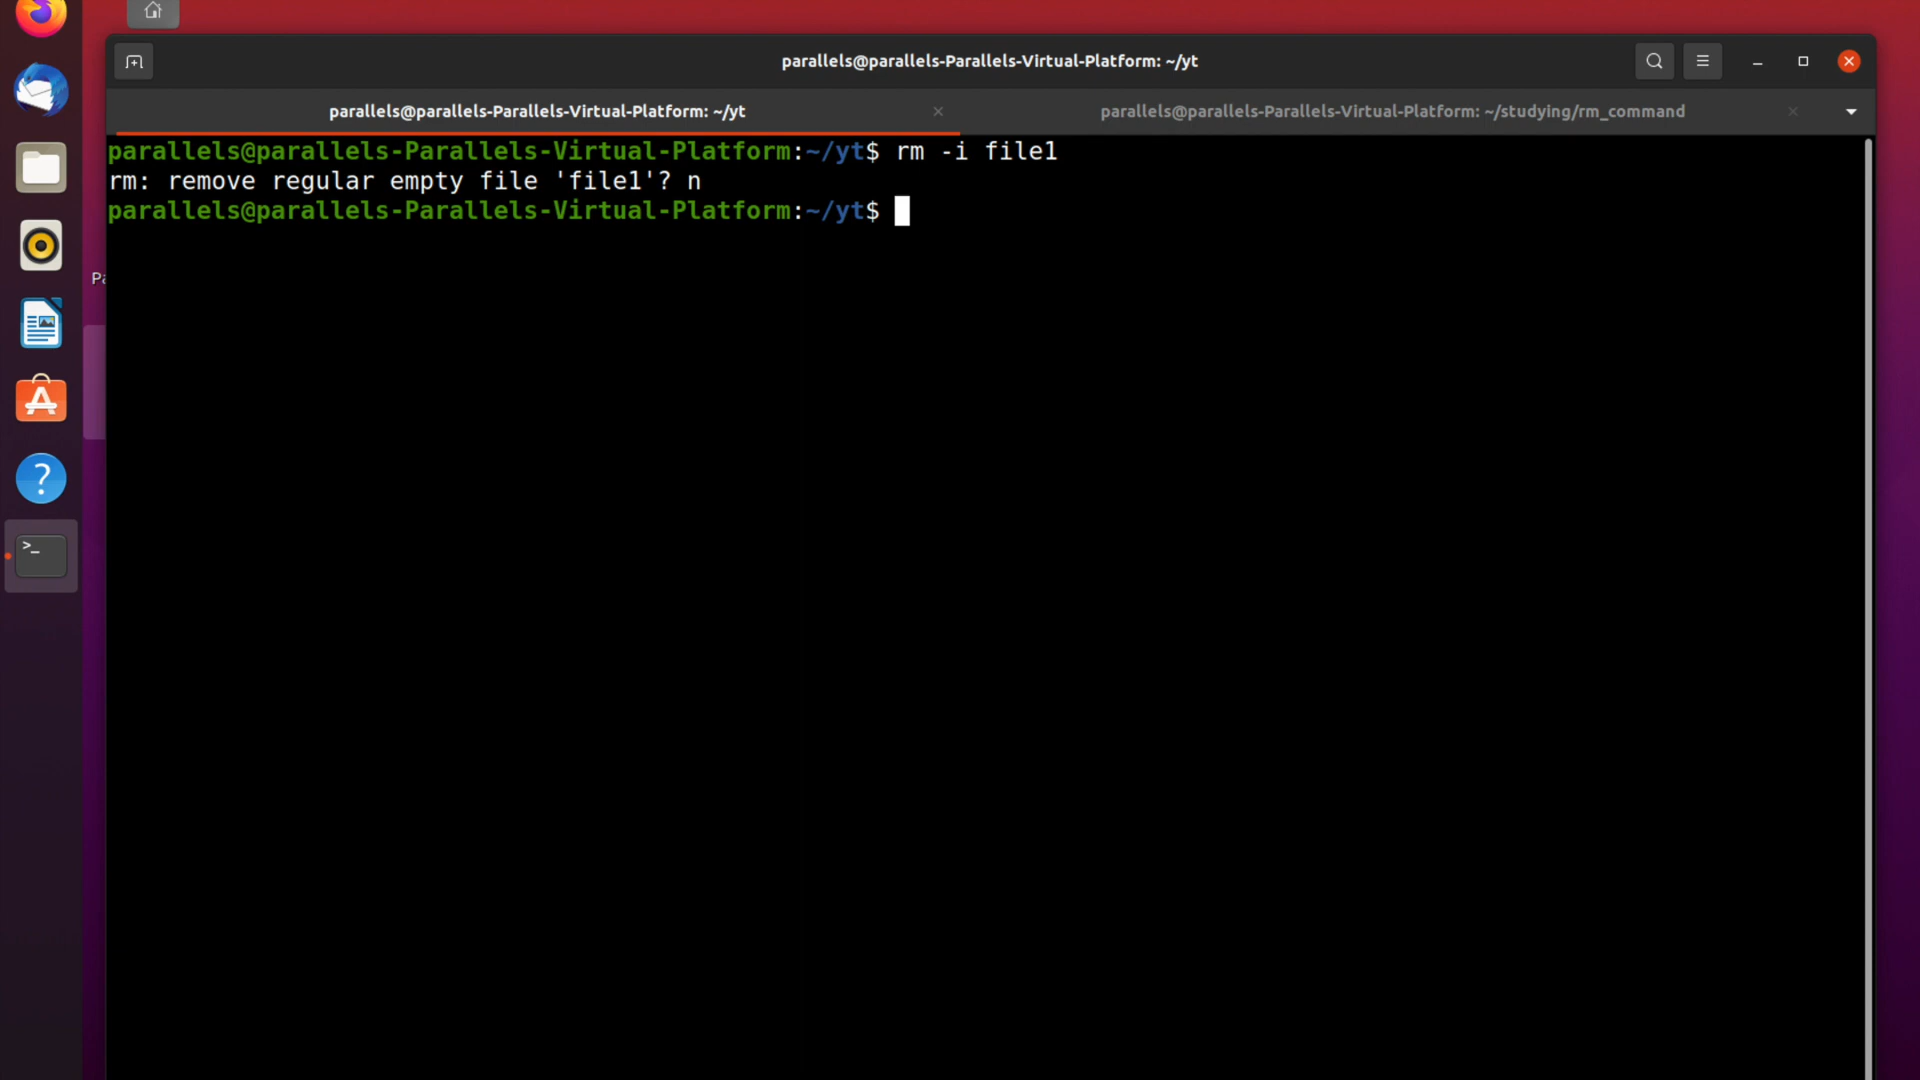 parallels@parallels-Parallels-Virtual-Platform: ~/yt
parallels@parallels-Parallels-Virtual-Platform: ~/yt
parallels@parallels-Parallels-Virtual-Platform: ~/studying/rm_command
parallels@parallels-Parallels-Virtual-Platform:~/yt$ rm -i file1
rm: remove regular empty file 'file1'? n
parallels@parallels-Parallels-Virtual-Platform:~/yt$
Pa